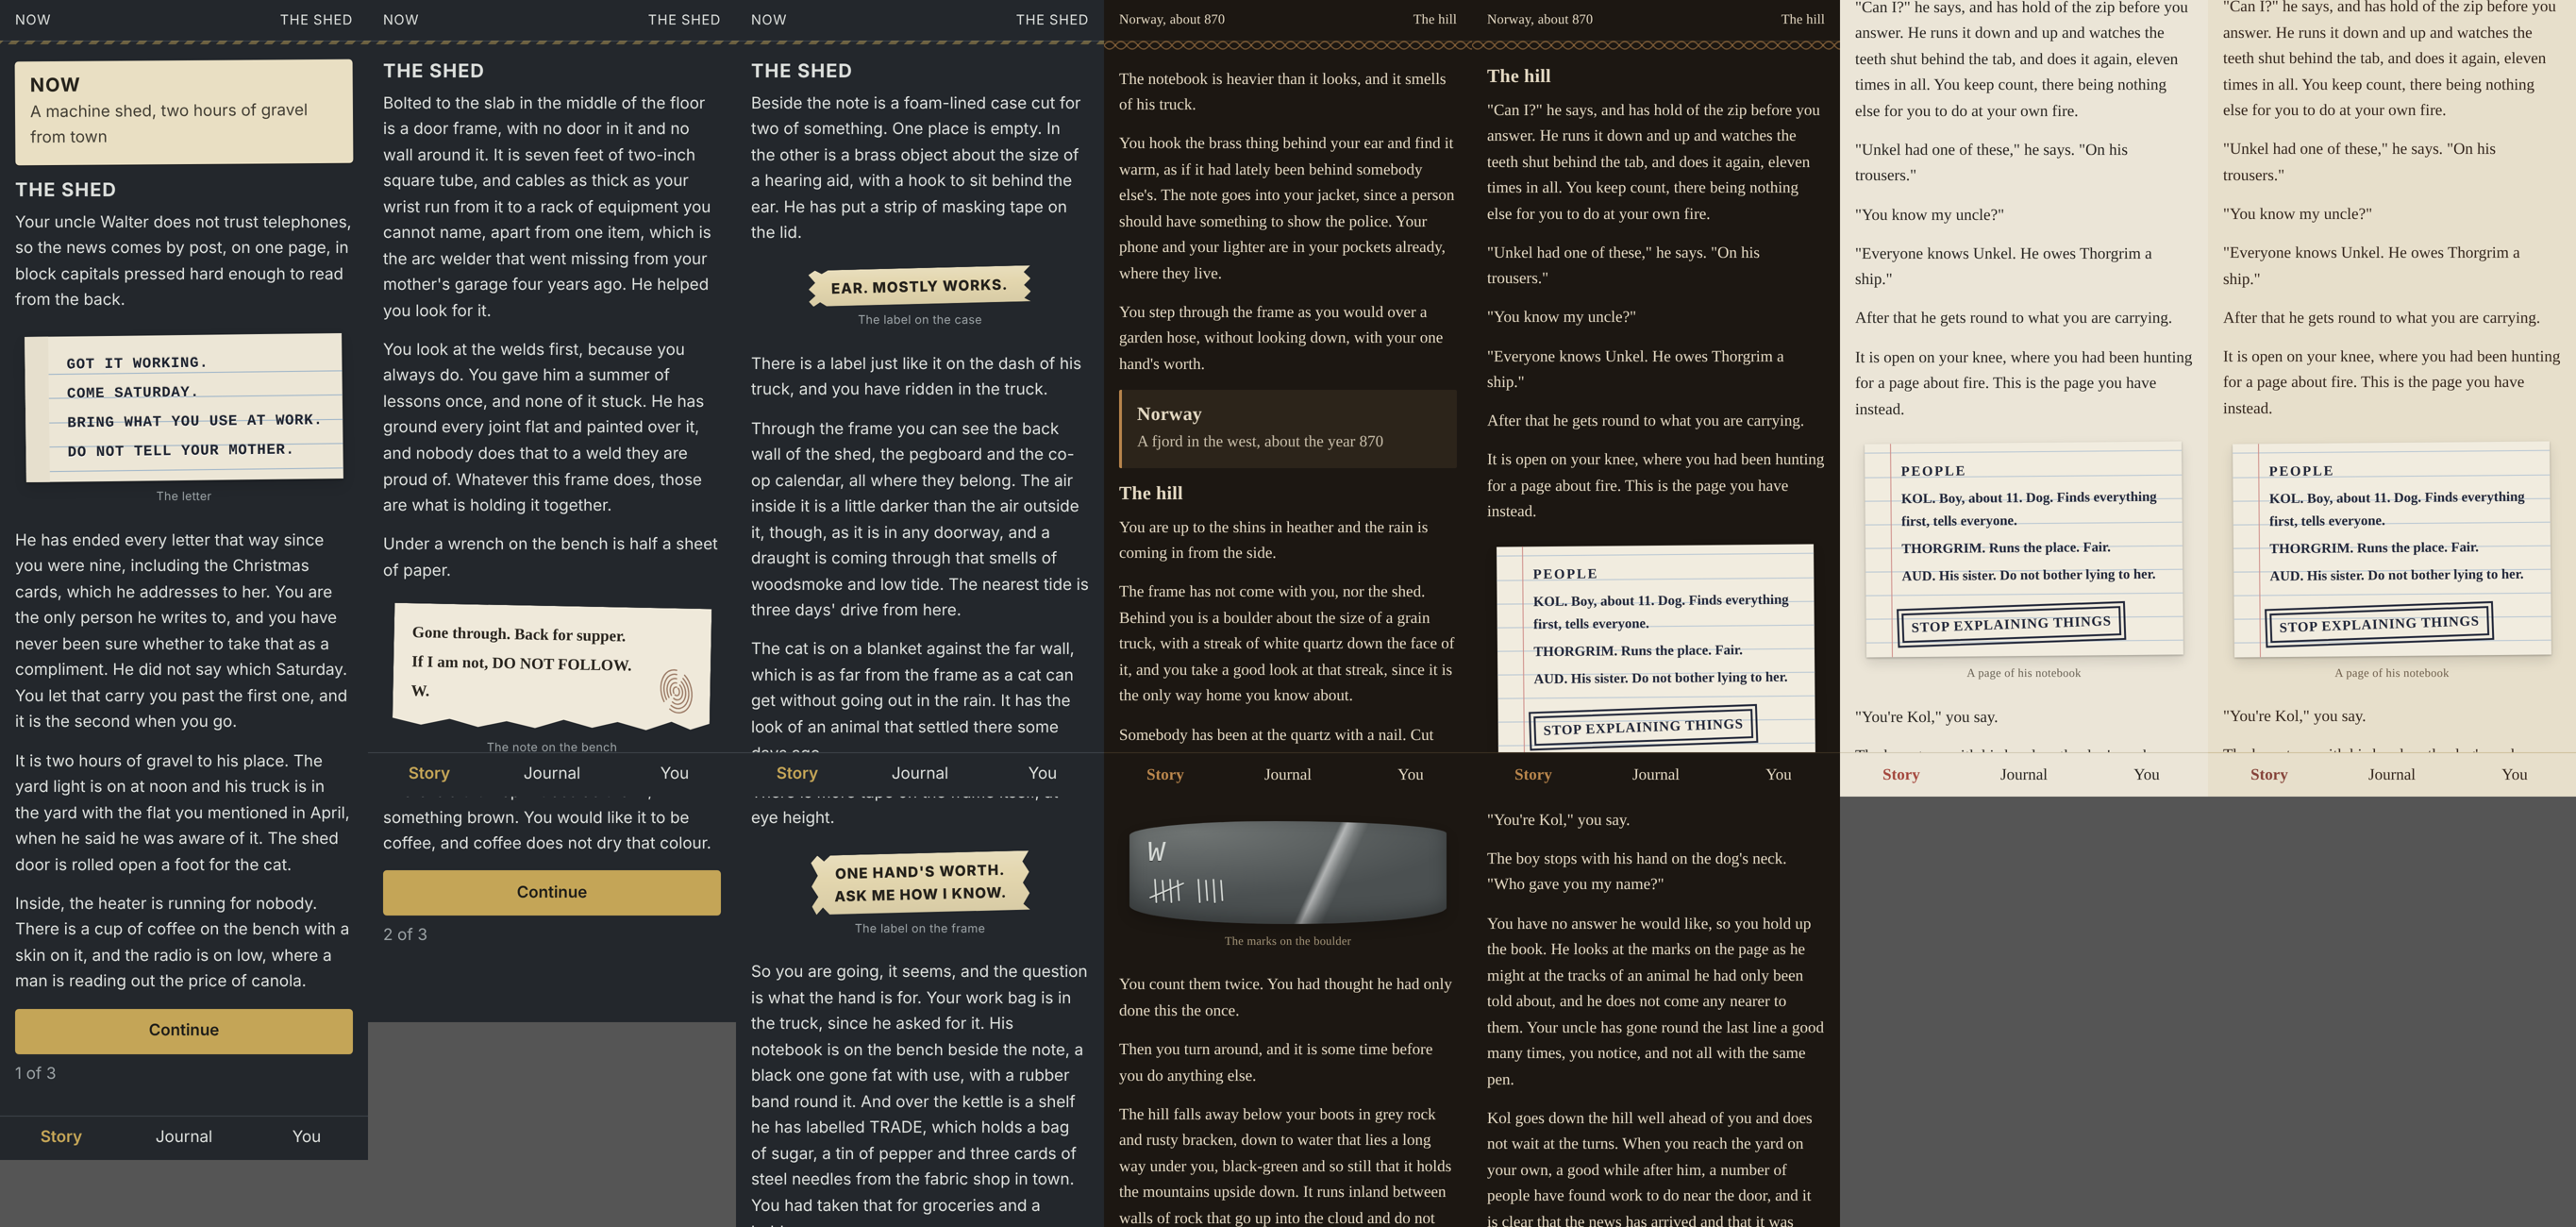 NOW THE SHED
NOW
A machine shed, two hours of gravel
from town
THE SHED
Your uncle Walter does not trust telephones,
so the news comes by post, on one page, in
block capitals pressed hard enough to read
from the back.
GOT IT WORKING.
COME SATURDAY.
BRING WHAT YOU USE AT WORK.
DO NOT TELL YOUR MOTHER.
The letter
He has ended every letter that way since
you were nine, including the Christmas
cards, which he addresses to her. You are
the only person he writes to, and you have
never been sure whether to take that as a
compliment. He did not say which Saturday.
You let that carry you past the first one, and
it is the second when you go.
It is two hours of gravel to his place. The
yard light is on at noon and his truck is in
the yard with the flat you mentioned in April,
when he said he was aware of it. The shed
door is rolled open a foot for the cat.
Inside, the heater is running for nobody.
There is a cup of coffee on the bench with a
skin on it, and the radio is on low, where a
man is reading out the price of canola.
Continue
1 of 3
Story Journal You
NOW THE SHED
THE SHED
Bolted to the slab in the middle of the floor
is a door frame, with no door in it and no
wall around it. It is seven feet of two-inch
square tube, and cables as thick as your
wrist run from it to a rack of equipment you
cannot name, apart from one item, which is
the arc welder that went missing from your
mother's garage four years ago. He helped
you look for it.
You look at the welds first, because you
always do. You gave him a summer of
lessons once, and none of it stuck. He has
ground every joint flat and painted over it,
and nobody does that to a weld they are
proud of. Whatever this frame does, those
are what is holding it together.
Under a wrench on the bench is half a sheet
of paper.
Gone through. Back for supper.
If I am not, DO NOT FOLLOW.
W.
The note on the bench
Story Journal You
something brown. You would like it to be
coffee, and coffee does not dry that colour.
Continue
2 of 3
NOW THE SHED
THE SHED
Beside the note is a foam-lined case cut for
two of something. One place is empty. In
the other is a brass object about the size of
a hearing aid, with a hook to sit behind the
ear. He has put a strip of masking tape on
the lid.
EAR. MOSTLY WORKS.
The label on the case
There is a label just like it on the dash of his
truck, and you have ridden in the truck.
Through the frame you can see the back
wall of the shed, the pegboard and the co-
op calendar, all where they belong. The air
inside it is a little darker than the air outside
it, though, as it is in any doorway, and a
draught is coming through that smells of
woodsmoke and low tide. The nearest tide is
three days' drive from here.
The cat is on a blanket against the far wall,
which is as far from the frame as a cat can
get without going out in the rain. It has the
look of an animal that settled there some
days ago.
Story Journal You
There is more tape on the frame itself, at
eye height.
ONE HAND'S WORTH.
ASK ME HOW I KNOW.
The label on the frame
So you are going, it seems, and the question
is what the hand is for. Your work bag is in
the truck, since he asked for it. His
notebook is on the bench beside the note, a
black one gone fat with use, with a rubber
band round it. And over the kettle is a shelf
he has labelled TRADE, which holds a bag
of sugar, a tin of pepper and three cards of
steel needles from the fabric shop in town.
You had taken that for groceries and a
Norway, about 870 The hill
The notebook is heavier than it looks, and it smells
of his truck.
You hook the brass thing behind your ear and find it
warm, as if it had lately been behind somebody
else's. The note goes into your jacket, since a person
should have something to show the police. Your
phone and your lighter are in your pockets already,
where they live.
You step through the frame as you would over a
garden hose, without looking down, with your one
hand's worth.
Norway
A fjord in the west, about the year 870
The hill
You are up to the shins in heather and the rain is
coming in from the side.
The frame has not come with you, nor the shed.
Behind you is a boulder about the size of a grain
truck, with a streak of white quartz down the face of
it, and you take a good look at that streak, since it is
the only way home you know about.
Somebody has been at the quartz with a nail. Cut
Story Journal You
W
The marks on the boulder
You count them twice. You had thought he had only
done this the once.
Then you turn around, and it is some time before
you do anything else.
The hill falls away below your boots in grey rock
and rusty bracken, down to water that lies a long
way under you, black-green and so still that it holds
the mountains upside down. It runs inland between
walls of rock that go up into the cloud and do not
Norway, about 870 The hill
The hill
"Can I?" he says, and has hold of the zip before you
answer. He runs it down and up and watches the
teeth shut behind the tab, and does it again, eleven
times in all. You keep count, there being nothing
else for you to do at your own fire.
"Unkel had one of these," he says. "On his
trousers."
"You know my uncle?"
"Everyone knows Unkel. He owes Thorgrim a
ship."
After that he gets round to what you are carrying.
It is open on your knee, where you had been hunting
for a page about fire. This is the page you have
instead.
PEOPLE
KOL. Boy, about 11. Dog. Finds everything
first, tells everyone.
THORGRIM. Runs the place. Fair.
AUD. His sister. Do not bother lying to her.
STOP EXPLAINING THINGS
Story Journal You
"You're Kol," you say.
The boy stops with his hand on the dog's neck.
"Who gave you my name?"
You have no answer he would like, so you hold up
the book. He looks at the marks on the page as he
might at the tracks of an animal he had only been
told about, and he does not come any nearer to
them. Your uncle has gone round the last line a good
many times, you notice, and not all with the same
pen.
Kol goes down the hill well ahead of you and does
not wait at the turns. When you reach the yard on
your own, a good while after him, a number of
people have found work to do near the door, and it
is clear that the news has arrived and that it was
"Can I?" he says, and has hold of the zip before you
answer. He runs it down and up and watches the
teeth shut behind the tab, and does it again, eleven
times in all. You keep count, there being nothing
else for you to do at your own fire.
"Unkel had one of these," he says. "On his
trousers."
"You know my uncle?"
"Everyone knows Unkel. He owes Thorgrim a
ship."
After that he gets round to what you are carrying.
It is open on your knee, where you had been hunting
for a page about fire. This is the page you have
instead.
PEOPLE
KOL. Boy, about 11. Dog. Finds everything
first, tells everyone.
THORGRIM. Runs the place. Fair.
AUD. His sister. Do not bother lying to her.
STOP EXPLAINING THINGS
A page of his notebook
"You're Kol," you say.
Story Journal You
"Can I?" he says, and has hold of the zip before you
answer. He runs it down and up and watches the
teeth shut behind the tab, and does it again, eleven
times in all. You keep count, there being nothing
else for you to do at your own fire.
"Unkel had one of these," he says. "On his
trousers."
"You know my uncle?"
"Everyone knows Unkel. He owes Thorgrim a
ship."
After that he gets round to what you are carrying.
It is open on your knee, where you had been hunting
for a page about fire. This is the page you have
instead.
PEOPLE
KOL. Boy, about 11. Dog. Finds everything
first, tells everyone.
THORGRIM. Runs the place. Fair.
AUD. His sister. Do not bother lying to her.
STOP EXPLAINING THINGS
A page of his notebook
"You're Kol," you say.
Story Journal You